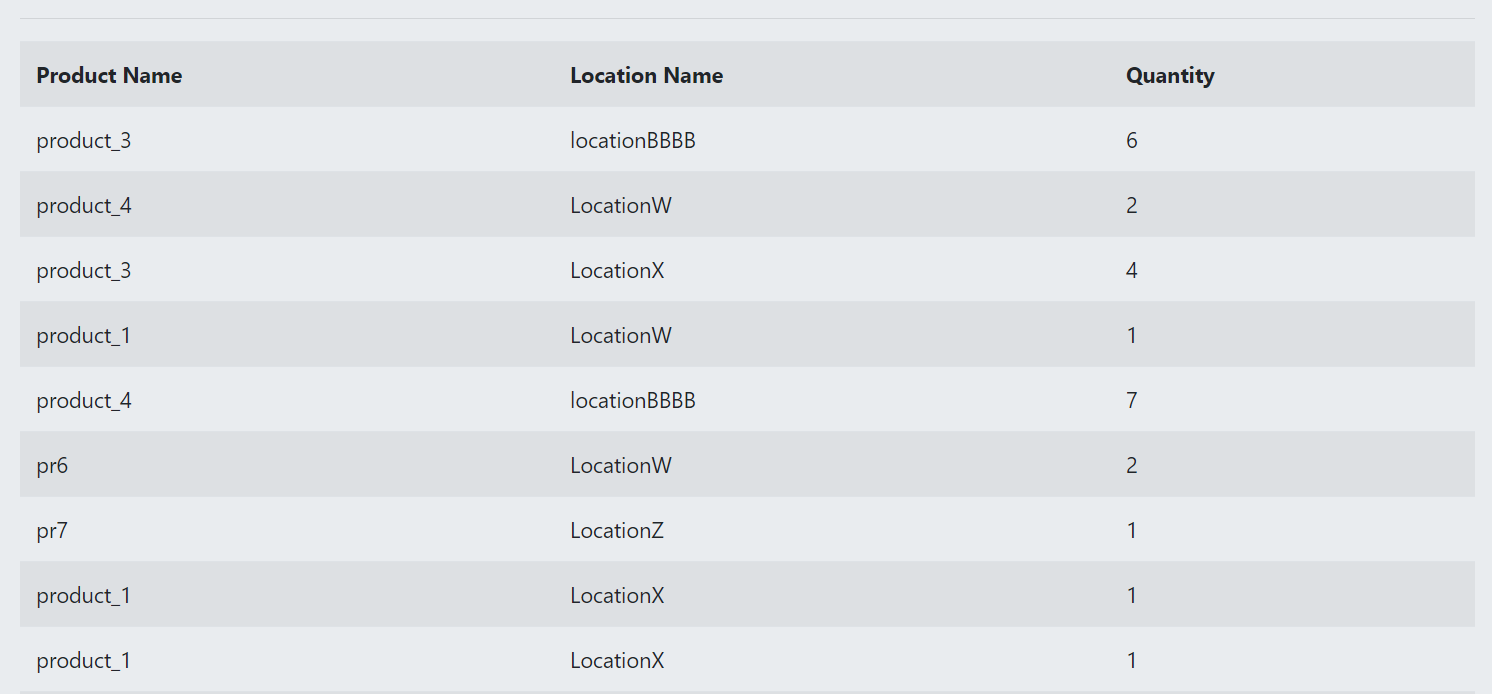 Product Name Location Name Quantity
product_3 locationBBBB 6
product_4 LocationW 2
product_3 LocationX 4
product_1 LocationW 1
product_4 locationBBBB 7
pr6 LocationW 2
pr7 LocationZ 1
product_1 LocationX 1
product_1 LocationX 1